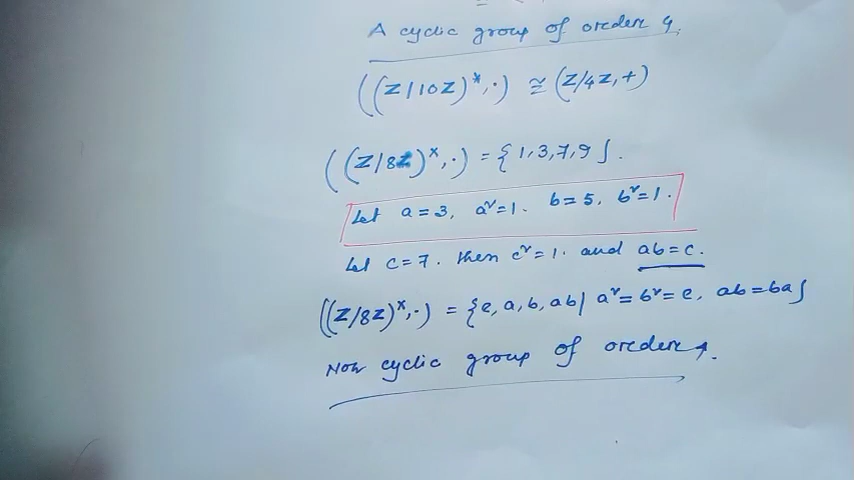 A cyclic group of order 4.
((Z/10Z)*, ·) ≅ (Z/4Z, +)
((Z/8Z)ˣ, ·) = {1, 3, 7, 9}.
Let a = 3, a² = 1. b = 5, b² = 1.
Let c = 7. then c² = 1. and ab = c.
((Z/8Z)ˣ, ·) = {e, a, b, ab | a² = b² = e, ab = ba}
Non cyclic group of order 4.